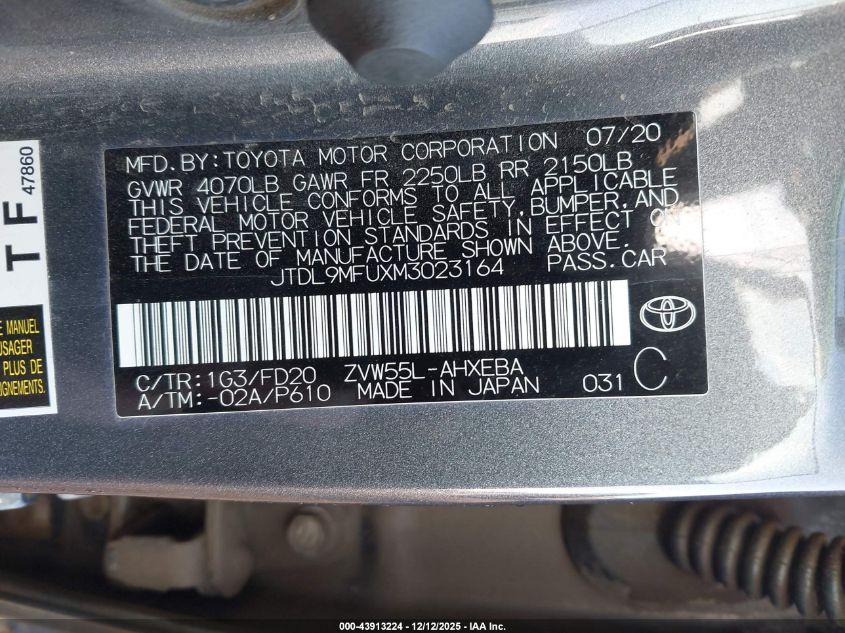 MFD.BY:TOYOTA MOTOR CORPORATION 07/20
GVWR 4070LB GAWR FR 2250LB RR 2150LB
THIS VEHICLE CONFORMS TO ALL APPLICABLE
FEDERAL MOTOR VEHICLE SAFETY,BUMPER,AND
THEFT PREVENTION STANDARDS IN EFFECT ON
THE DATE OF MANUFACTURE SHOWN ABOVE.
JTDL9MFUXM3023164 PASS.CAR
C/TR:1G3/FD20 ZVW55L-AHXEBA
A/TM:-02A/P610 MADE IN JAPAN 031 C
T F 47860
E MANUEL
USAGER
AVANT
GNEMENTS
000-43913224 - 12/12/2025 - IAA Inc.